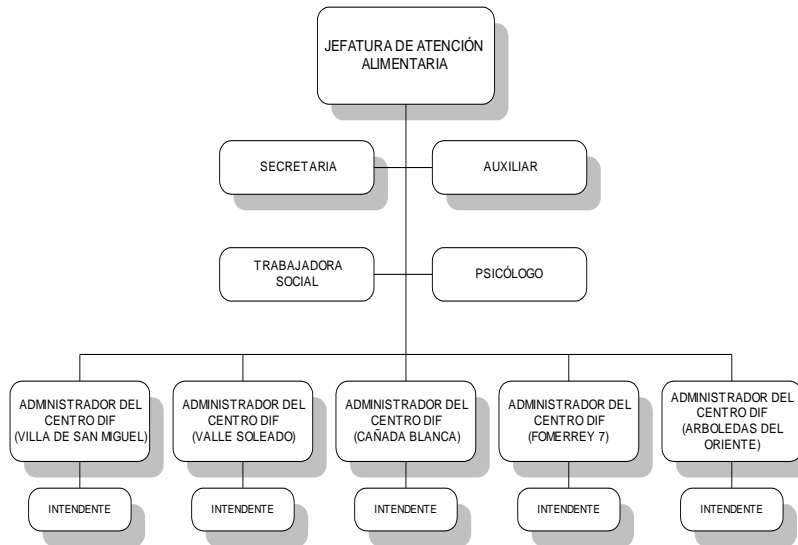 JEFATURA DE ATENCIÓN
ALIMENTARIA
SECRETARIA
AUXILIAR
TRABAJADORA
SOCIAL
PSICÓLOGO
ADMINISTRADOR DEL
CENTRO DIF
(VILLA DE SAN MIGUEL)
ADMINISTRADOR DEL
CENTRO DIF
(VALLE SOLEADO)
ADMINISTRADOR DEL
CENTRO DIF
(CAÑADA BLANCA)
ADMINISTRADOR DEL
CENTRO DIF
(FOMERREY 7)
ADMINISTRADOR DEL
CENTRO DIF
(ARBOLEDAS DEL
ORIENTE)
INTENDENTE
INTENDENTE
INTENDENTE
INTENDENTE
INTENDENTE